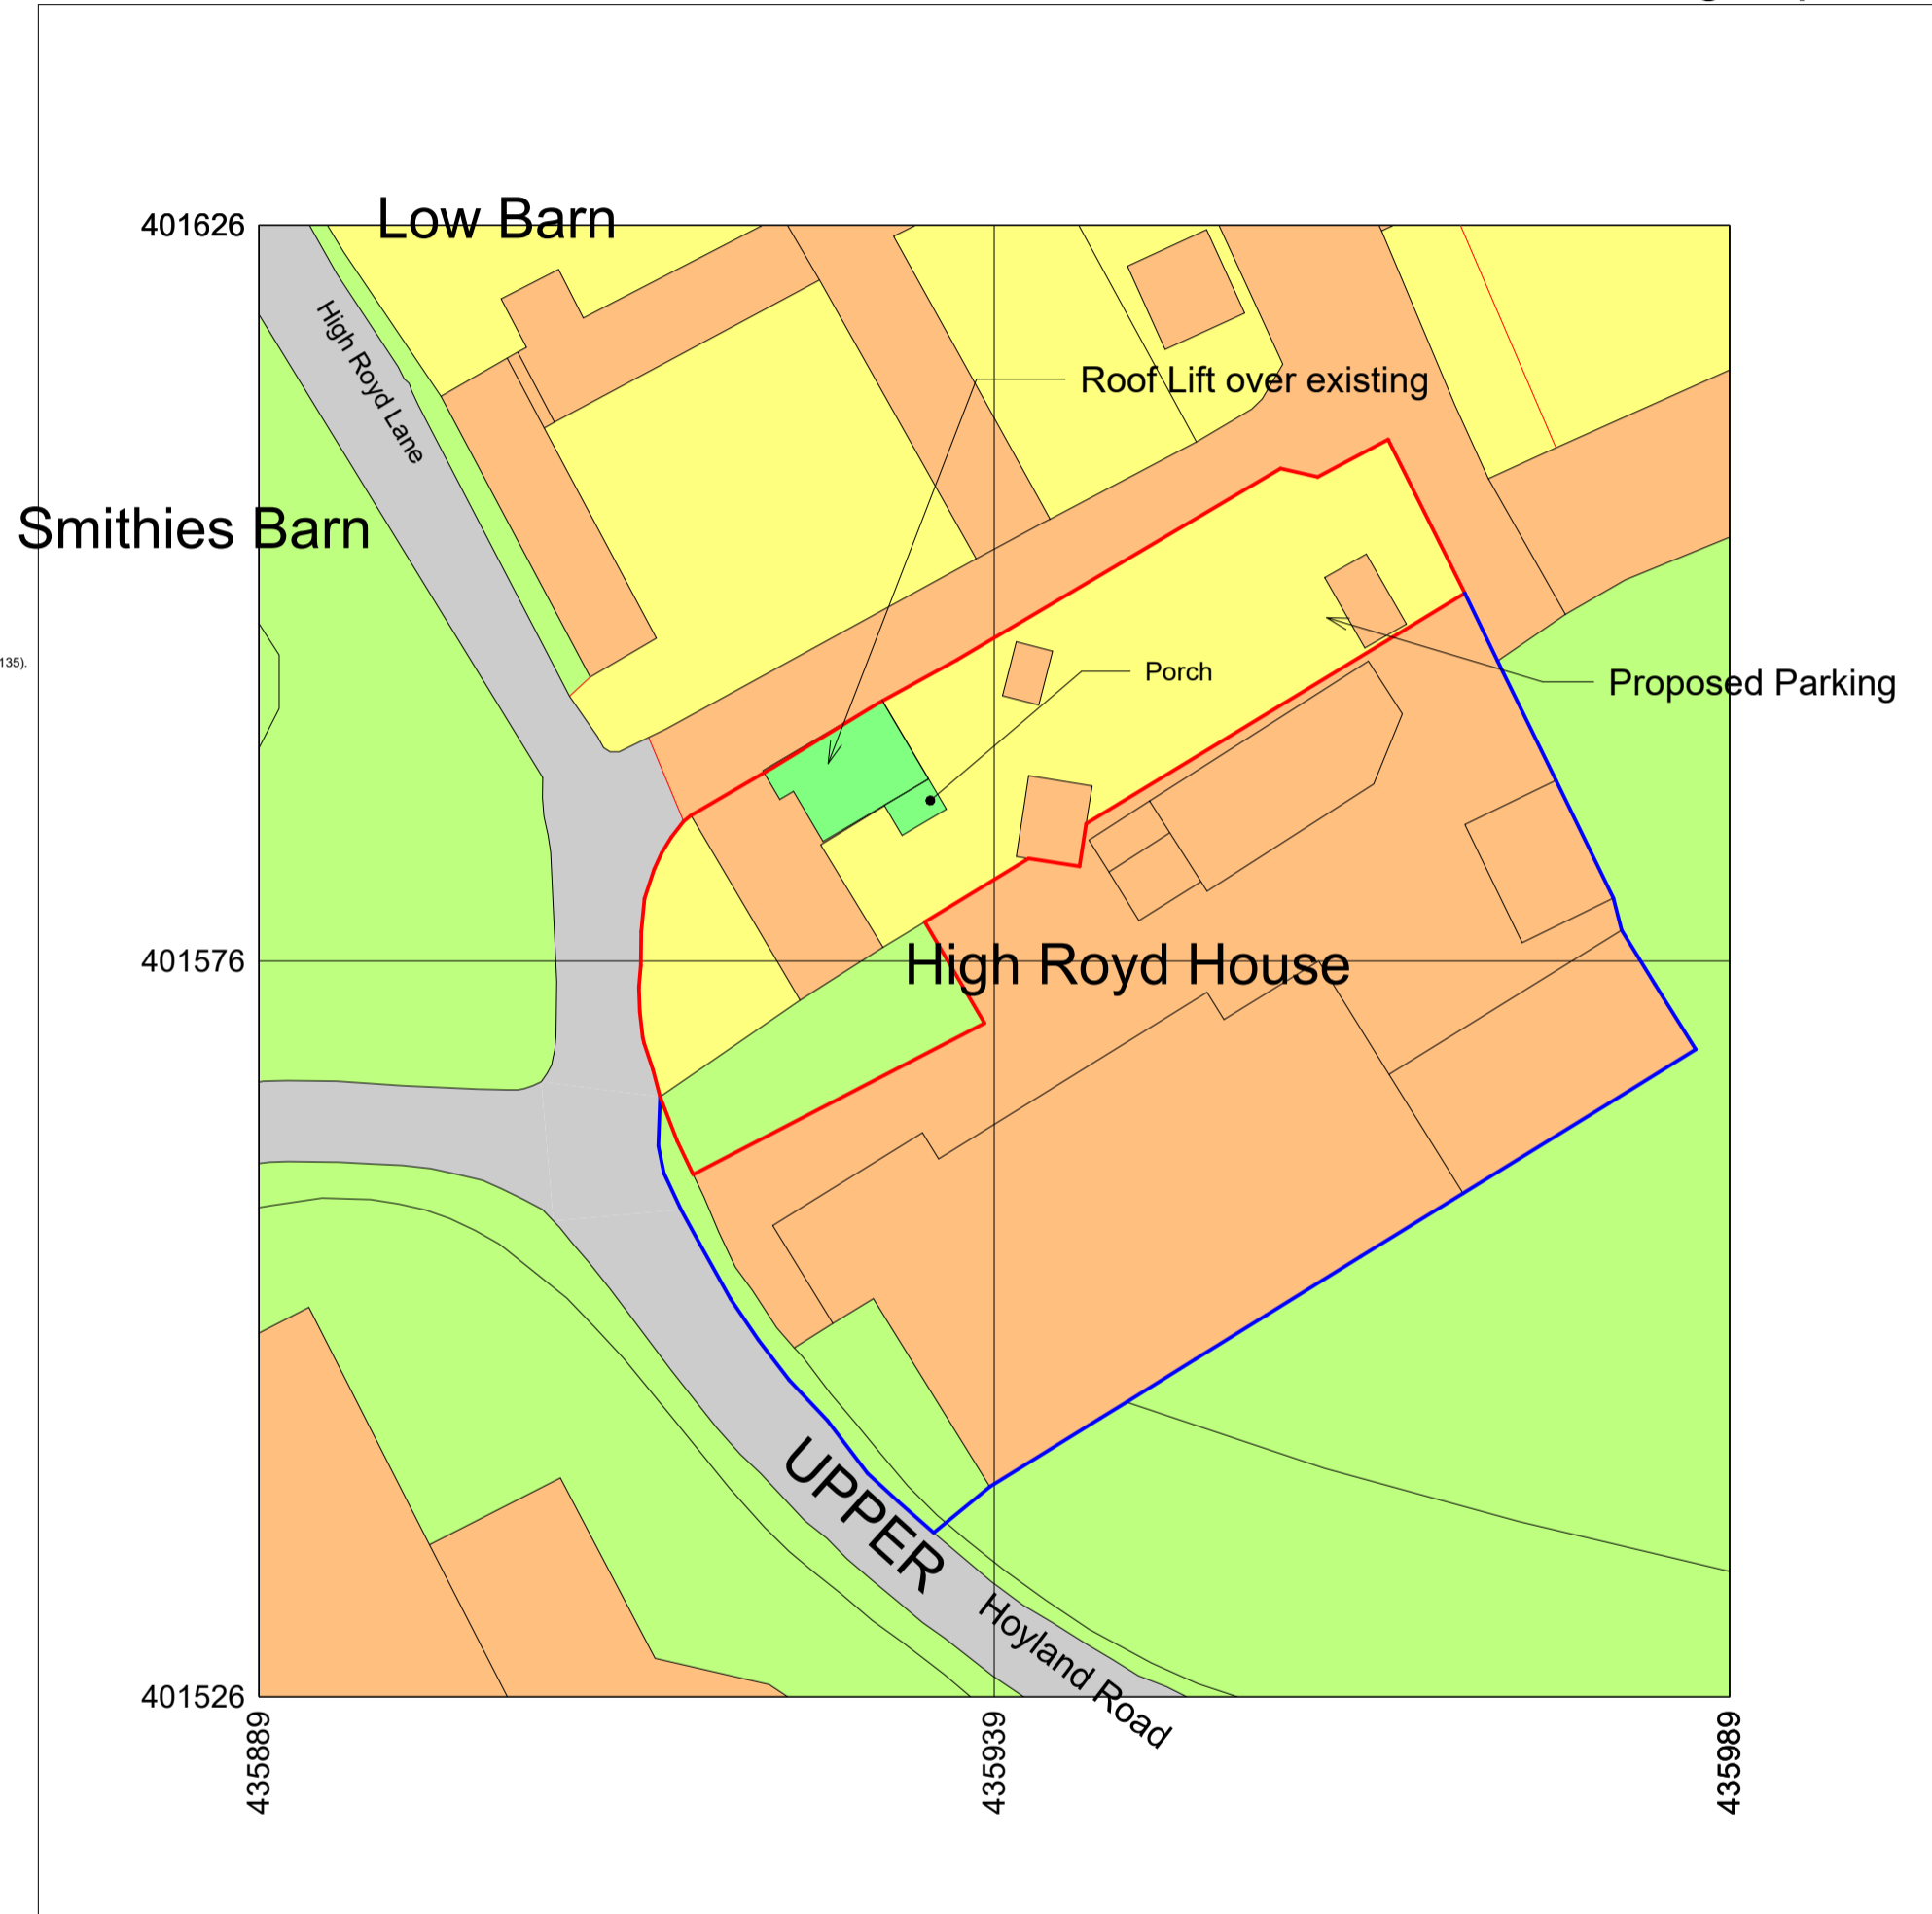 Low Barn
401626
High Royd Lane
Roof Lift over existing
Smithies Barn
135).
Porch
Proposed Parking
401576
High Royd House
UPPER
Hoyland Road
401526
435889
435939
435989